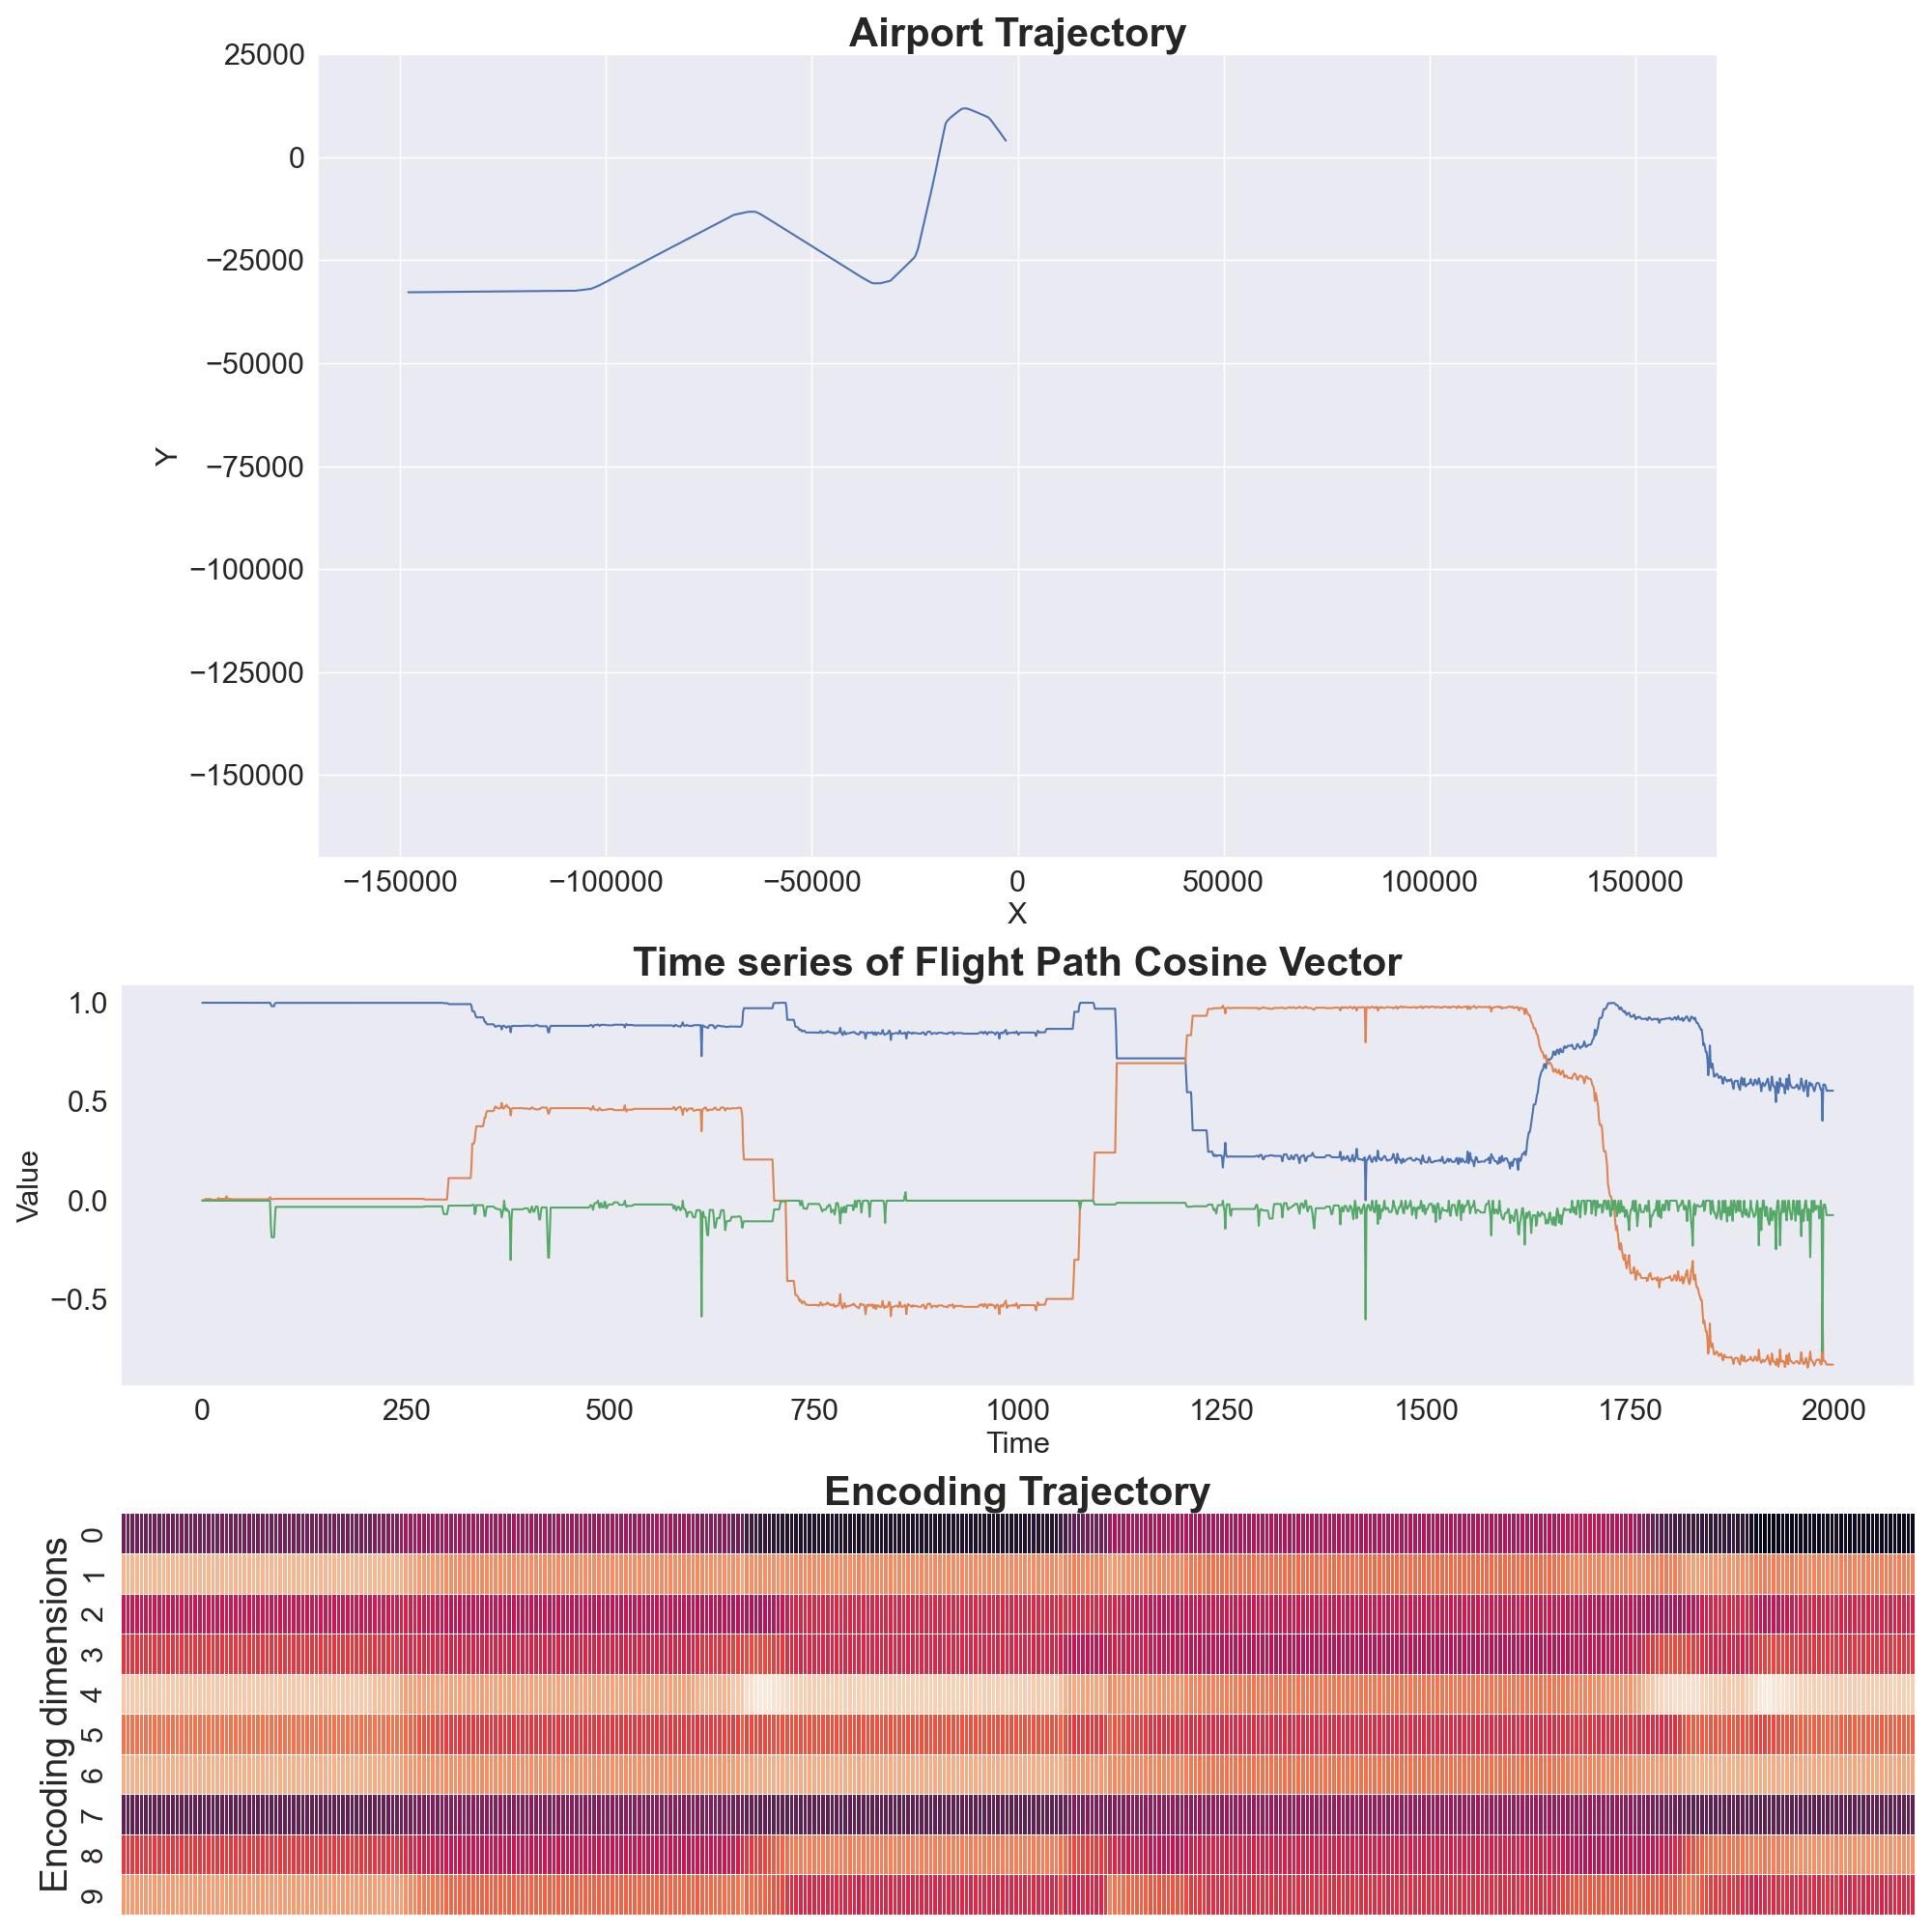 Airport Trajectory
25000
0
−25000
−50000
−75000
−100000
−125000
−150000
Y
−150000 −100000 −50000 0 50000 100000 150000
X
Time series of Flight Path Cosine Vector
1.0
0.5
0.0
−0.5
Value
0 250 500 750 1000 1250 1500 1750 2000
Time
Encoding Trajectory
Encoding dimensions
0
1
2
3
4
5
6
7
8
9